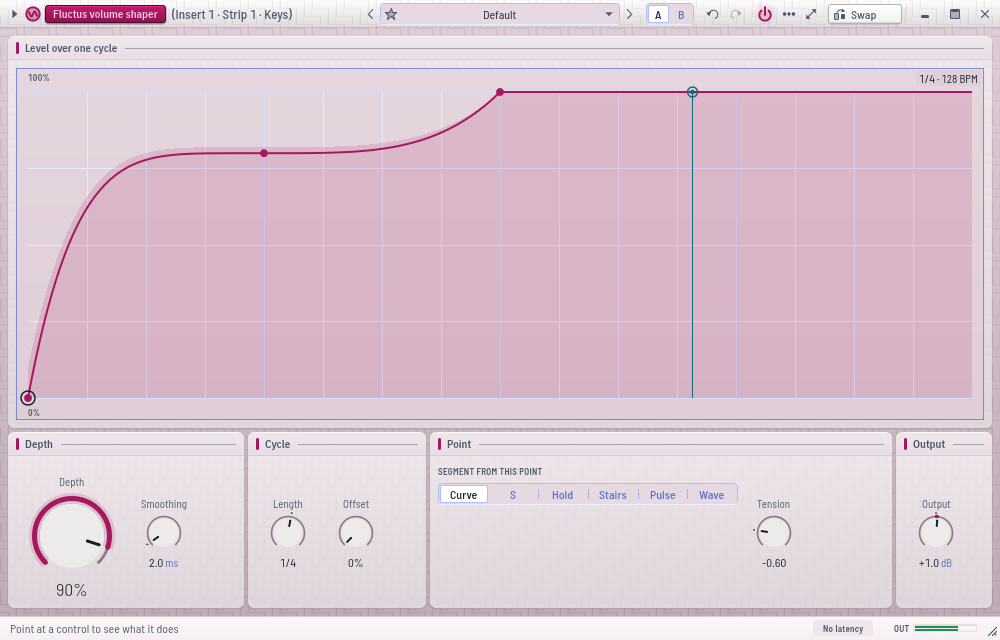 Fluctus volume shaper (Insert 1 · Strip 1 · Keys) Default A B Swap
Level over one cycle
100% 1/4 · 128 BPM
0%
Depth Cycle Point Output
SEGMENT FROM THIS POINT
Curve S Hold Stairs Pulse Wave
Depth Smoothing Length Offset Tension Output
2.0 ms 1/4 0% -0.60 +1.0 dB
90%
Point at a control to see what it does No latency OUT